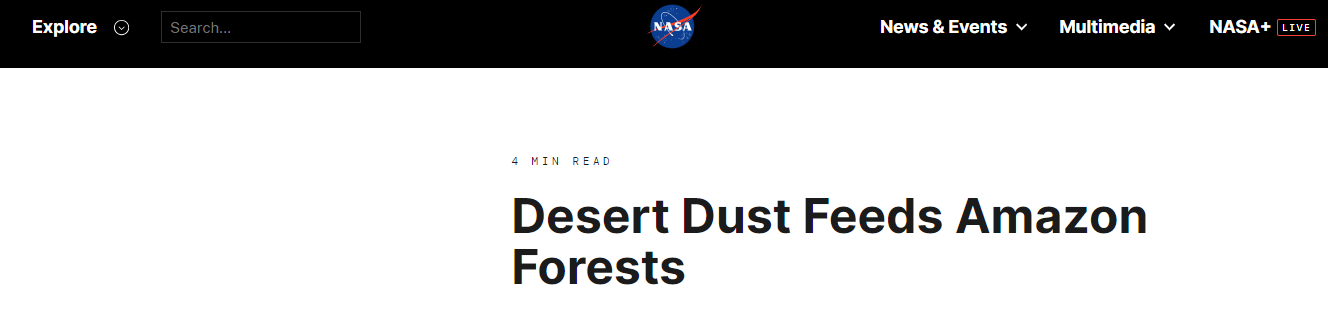 Explore Search... NASA News & Events Multimedia NASA+ LIVE
4 MIN READ
Desert Dust Feeds Amazon
Forests